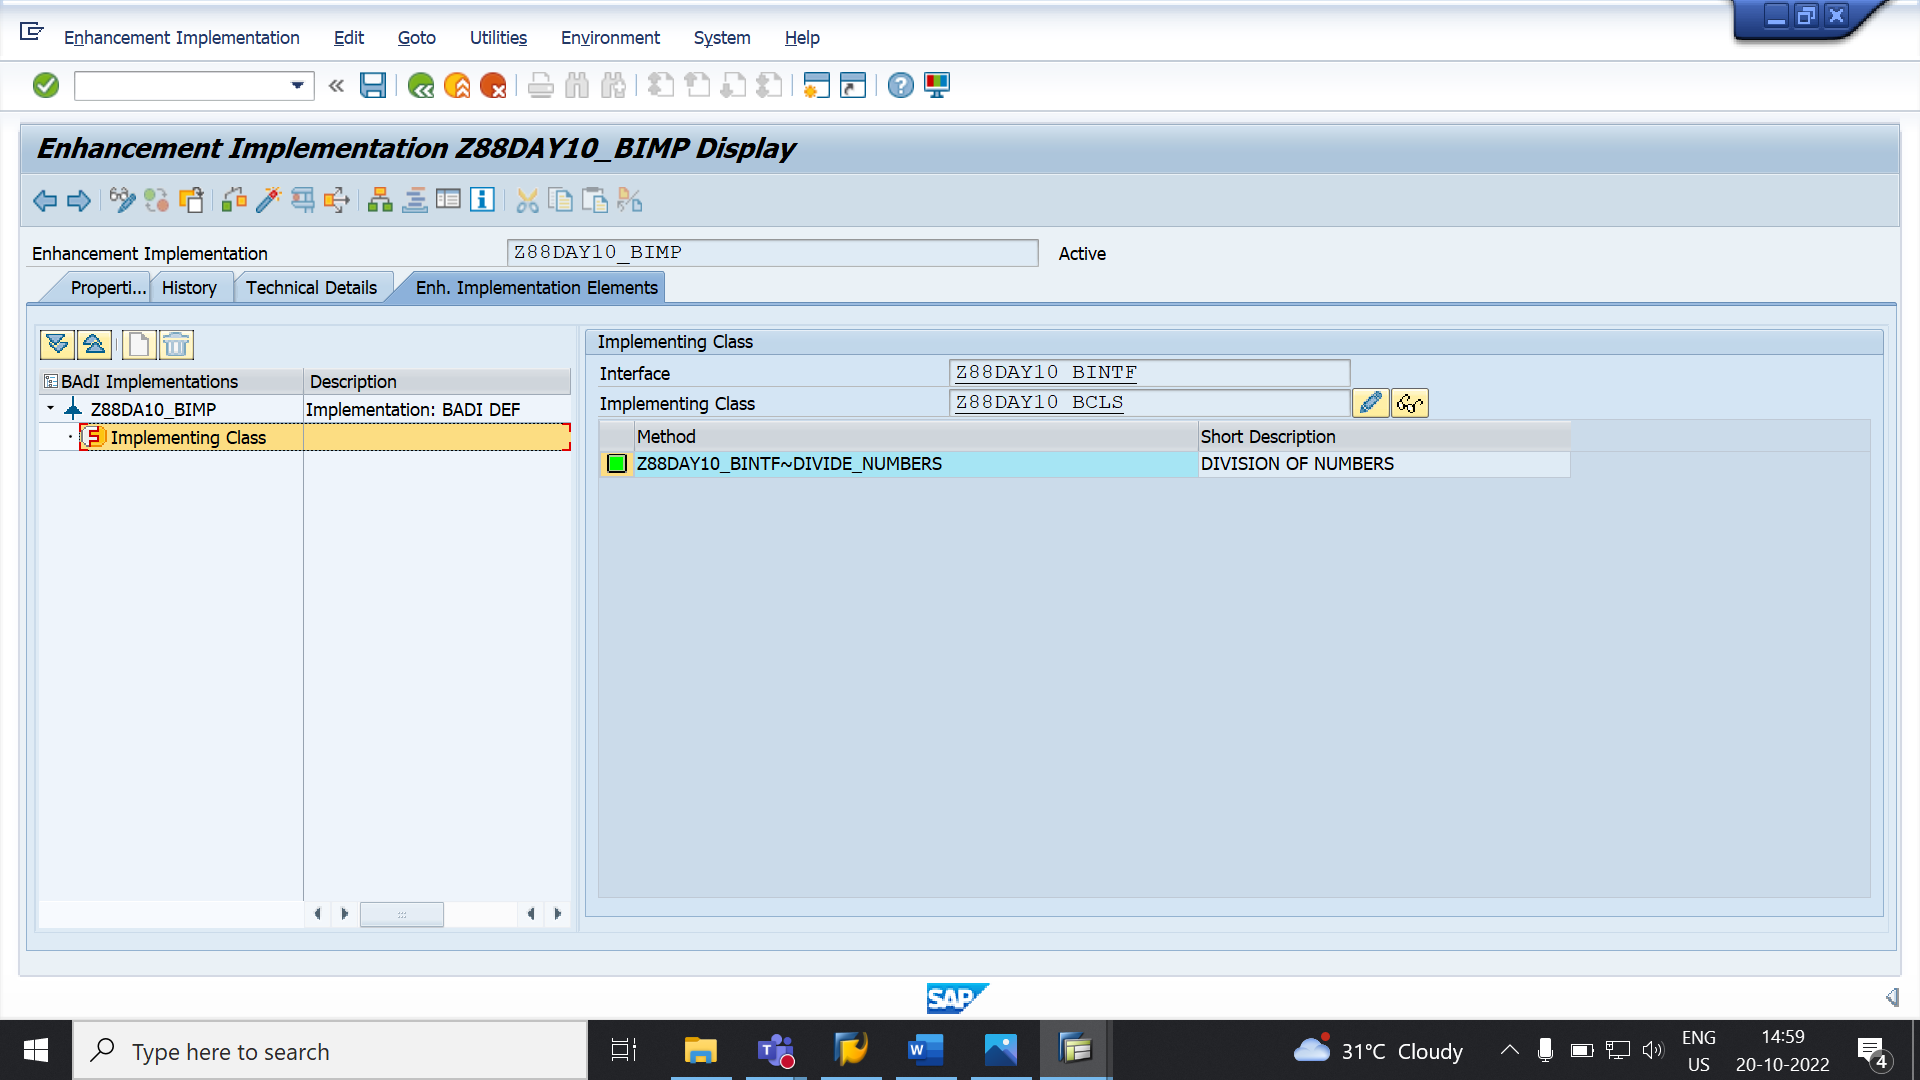 Enhancement Implementation Edit Goto Utilities Environment System Help
Enhancement Implementation Z88DAY10_BIMP Display
Enhancement Implementation Z88DAY10_BIMP Active
Properti... History Technical Details Enh. Implementation Elements
Implementing Class
BAdI Implementations Description
Z88DA10_BIMP Implementation: BADI DEF
Implementing Class
Interface Z88DAY10_BINTF
Implementing Class Z88DAY10_BCLS
Method Short Description
Z88DAY10_BINTF~DIVIDE_NUMBERS DIVISION OF NUMBERS
SAP
Type here to search
31°C Cloudy
ENG
US
14:59
20-10-2022
4